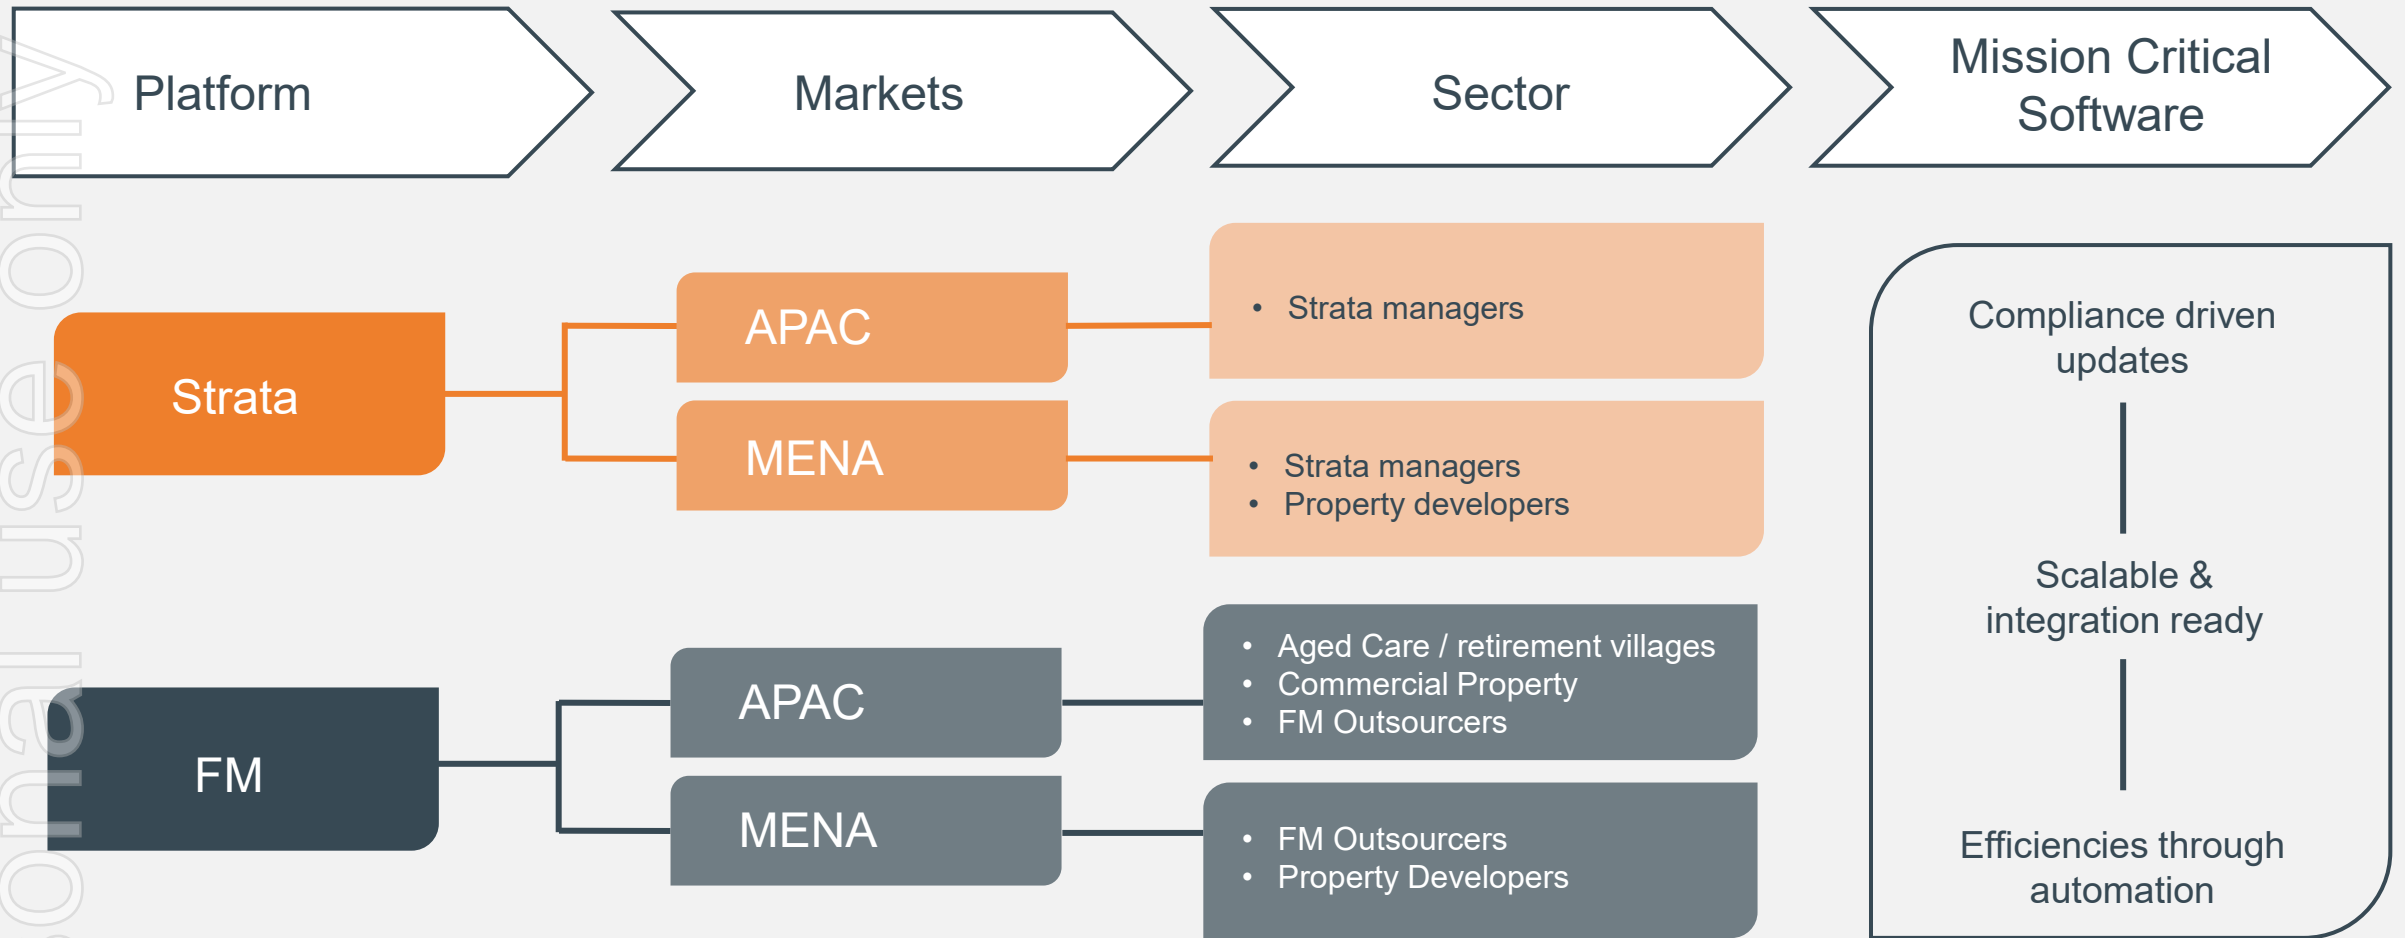 Platform
Markets
Sector
Mission Critical
Software
Strata
APAC
• Strata managers
MENA
• Strata managers
• Property developers
FM
APAC
• Aged Care / retirement villages
• Commercial Property
• FM Outsourcers
MENA
• FM Outsourcers
• Property Developers
Compliance driven
updates
Scalable &
integration ready
Efficiencies through
automation
use only